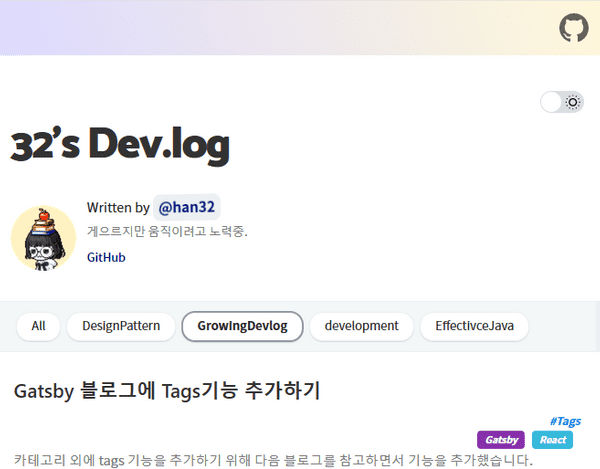 32's Dev.log
Written by @han32
게으르지만 움직이려고 노력중.
GitHub
All DesignPattern GrowingDevlog development EffectivceJava
Gatsby 블로그에 Tags기능 추가하기
#Tags
Gatsby React
카테고리 외에 tags 기능을 추가하기 위해 다음 블로그를 참고하면서 기능을 추가했습니다.